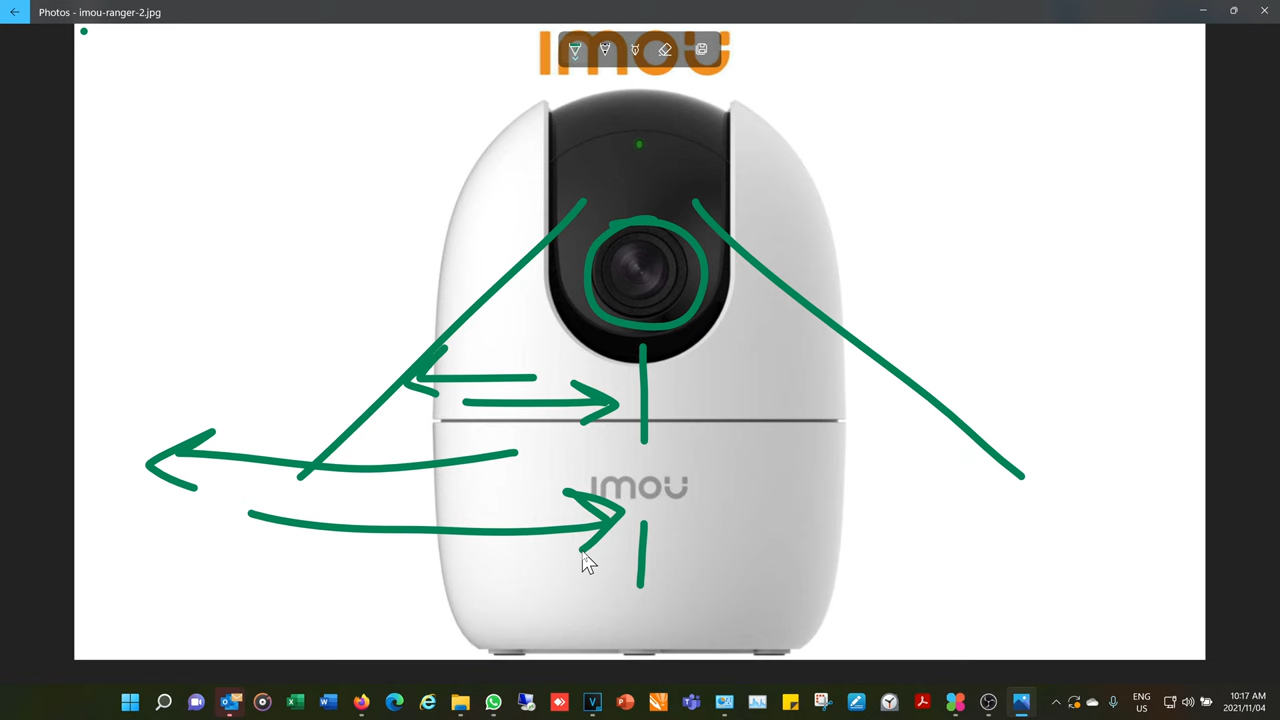 Photos - imou-ranger-2.jpg
imou
imou
ENG
US
10:17 AM
2021/11/04